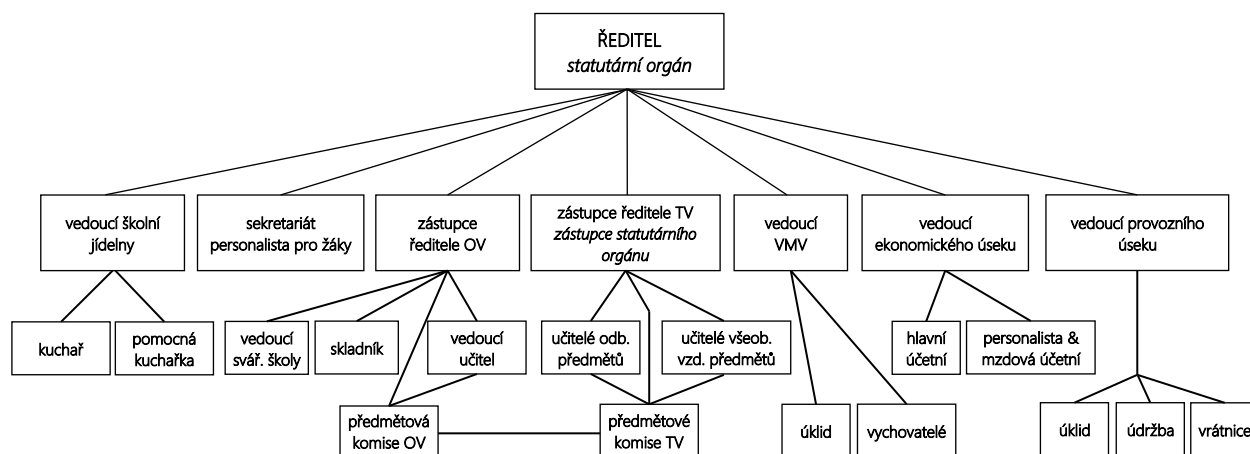 ŘEDITEL
statutární orgán
vedoucí školní
jídelny
sekretariát
personalista pro žáky
zástupce
ředitele OV
zástupce ředitele TV
zástupce statutárního
orgánu
vedoucí
VMV
vedoucí
ekonomického úseku
vedoucí provozního
úseku
kuchař
pomocná
kuchařka
vedoucí
svář. školy
skladník
vedoucí
učitel
učitelé odb.
předmětů
učitelé všeob.
vzd. předmětů
hlavní
účetní
personalista &
mzdová účetní
předmětová
komise OV
předmětové
komise TV
úklid
vychovatelé
úklid
údržba
vrátnice